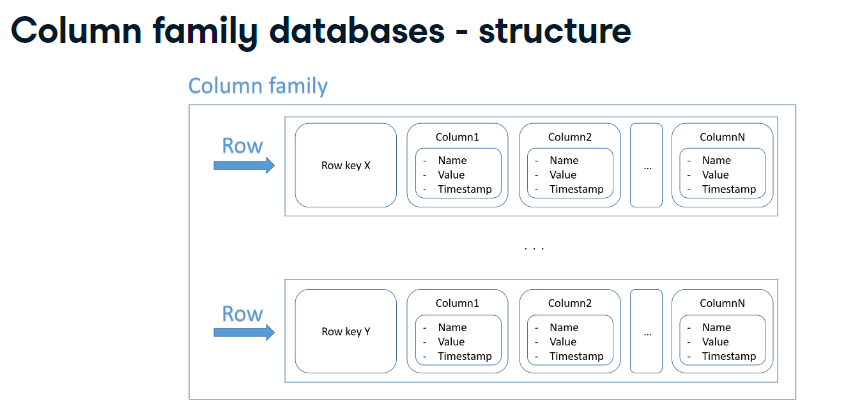 Column family databases - structure
Column family
Row
Row key X
Column1
- Name
- Value
- Timestamp
Column2
- Name
- Value
- Timestamp
...
ColumnN
- Name
- Value
- Timestamp
. . .
Row
Row key Y
Column1
- Name
- Value
- Timestamp
Column2
- Name
- Value
- Timestamp
...
ColumnN
- Name
- Value
- Timestamp